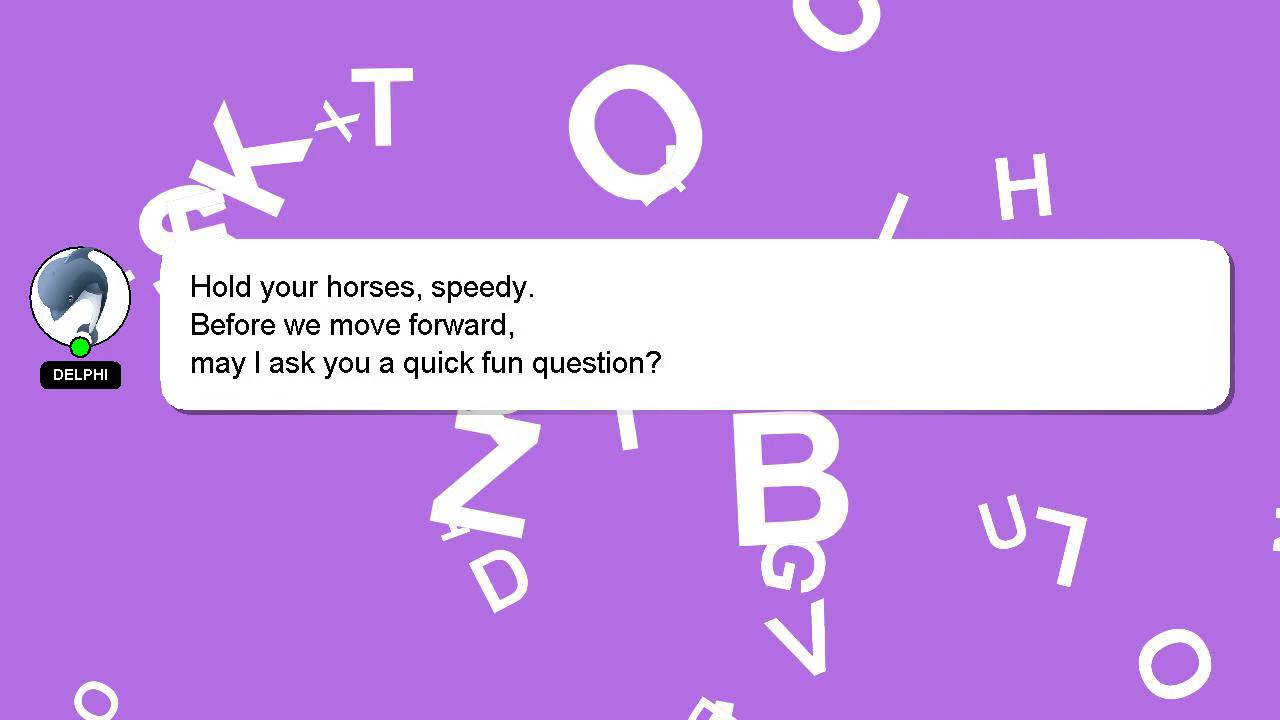 Hold your horses, speedy.
Before we move forward,
may I ask you a quick fun question?
DELPHI
T
X
K
O
H
B
D
G
V
U
L
O
O